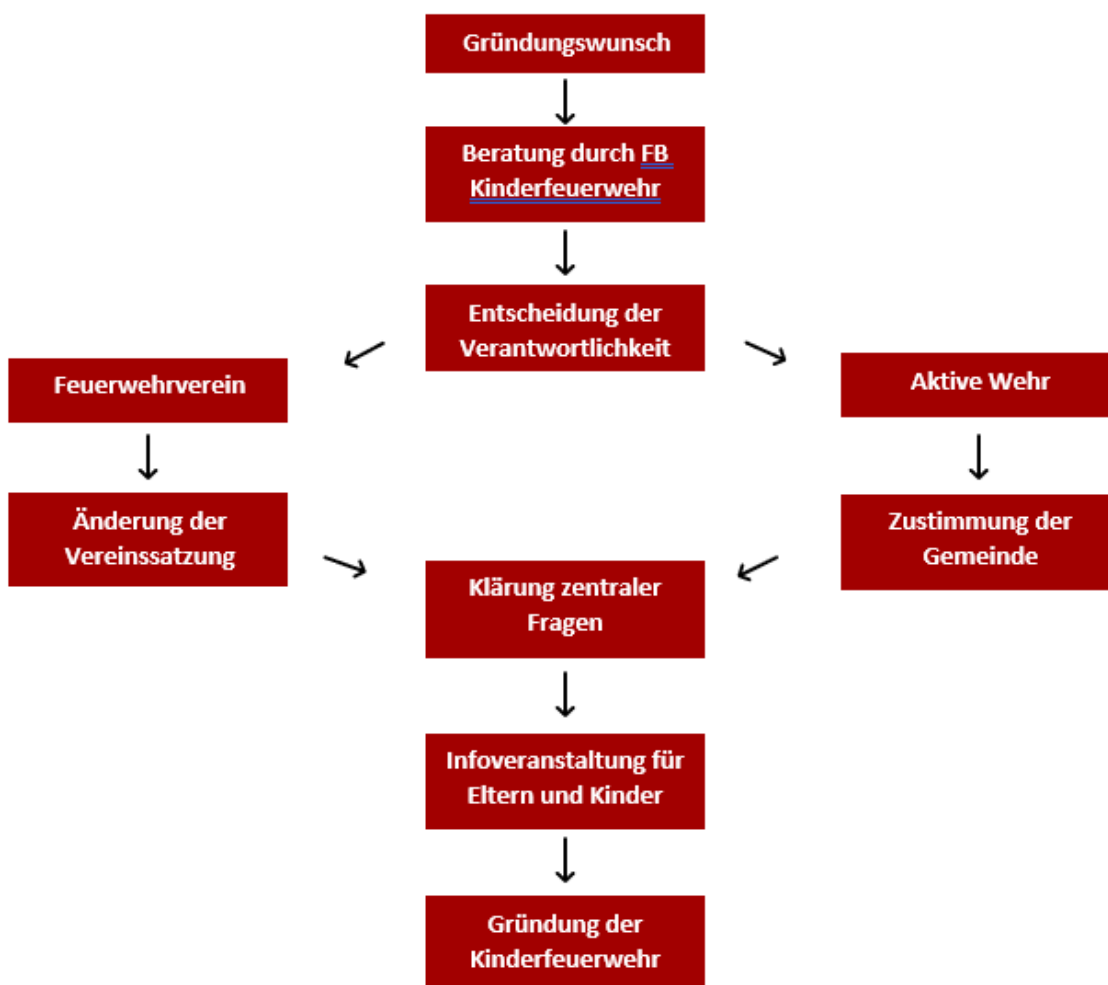 Gründungswunsch
Beratung durch FB
Kinderfeuerwehr
Entscheidung der
Verantwortlichkeit
Feuerwehrverein
Aktive Wehr
Änderung der
Vereinssatzung
Zustimmung der
Gemeinde
Klärung zentraler
Fragen
Infoveranstaltung für
Eltern und Kinder
Gründung der
Kinderfeuerwehr